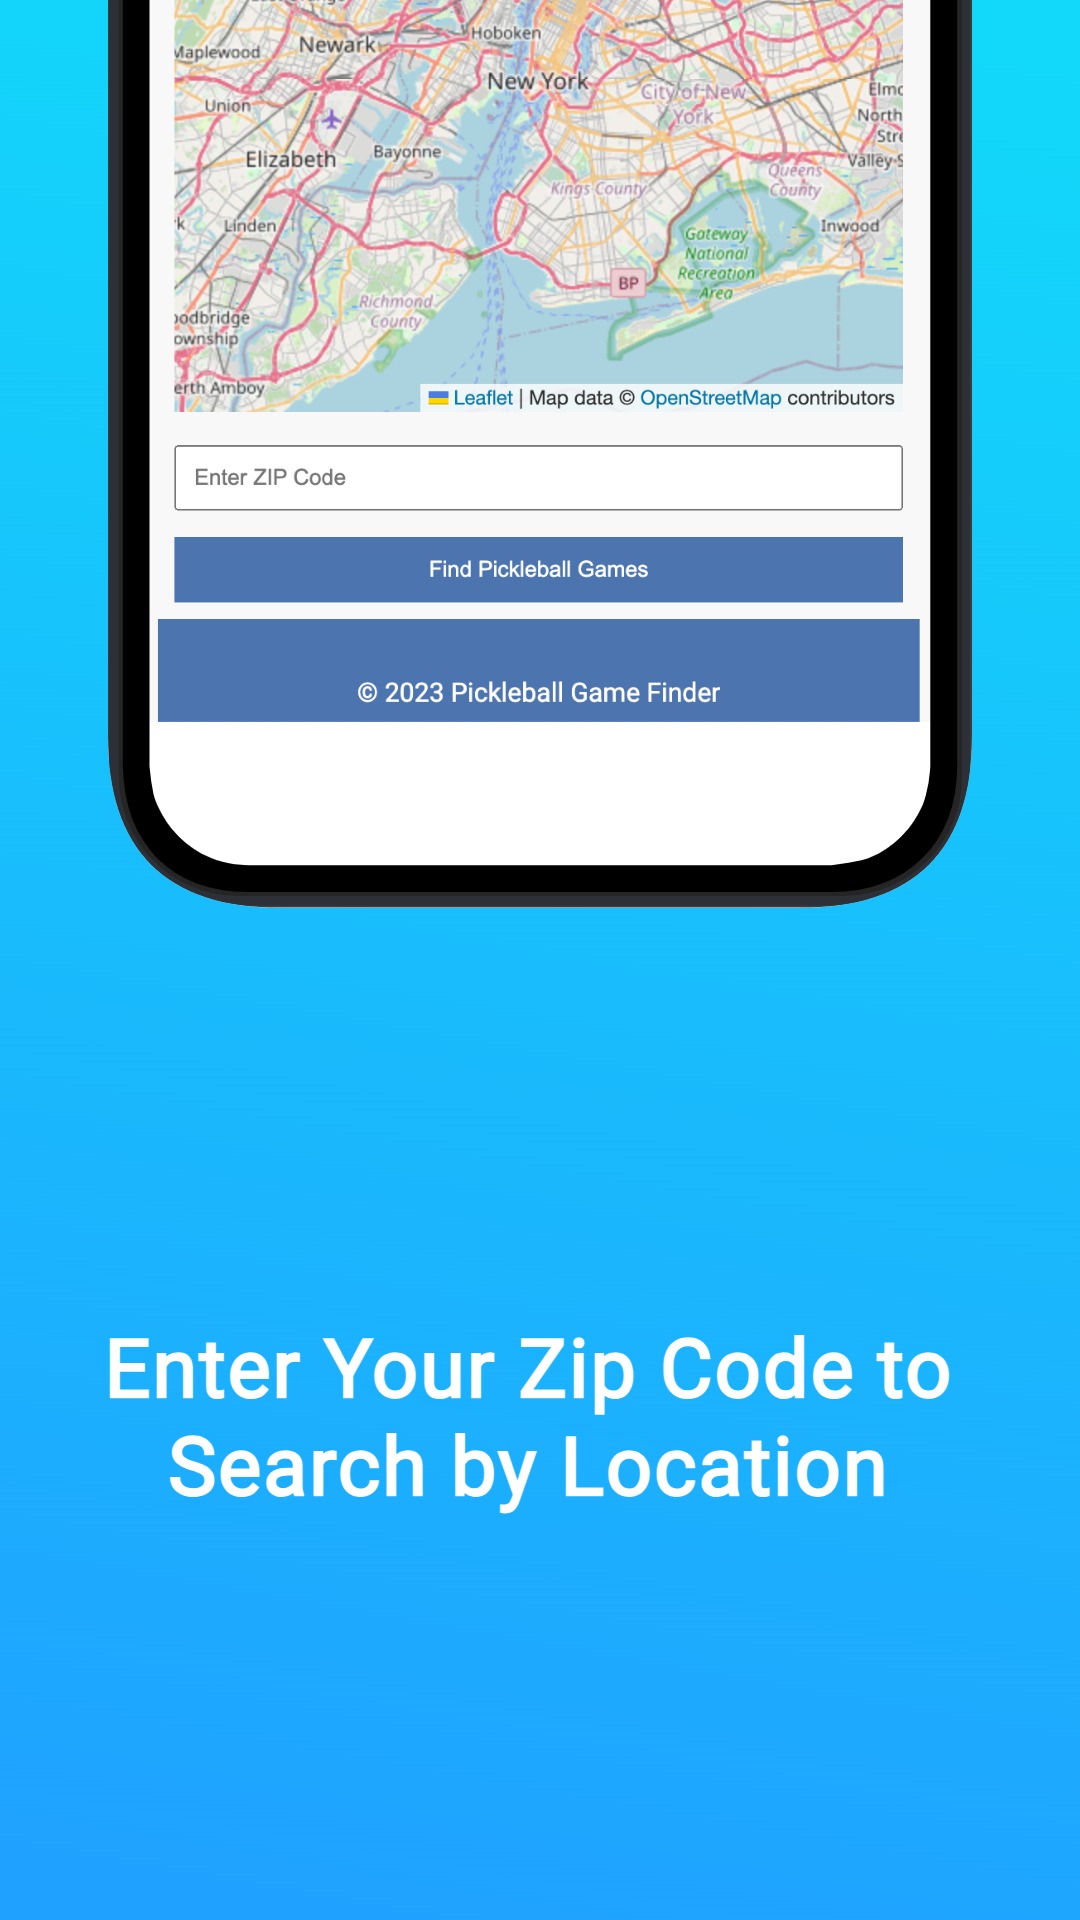 Hoboken
Maplewood
Newark
New York
City of New
York
Union
Elmo
North
Stre
Elizabeth
Bayonne
Valley S
Queens
County
Kings County
k
Linden
Inwood
Gateway
National
Recreation
Area
BP
Richmond
County
oodbridge
ownship
erth Amboy
Leaflet | Map data © OpenStreetMap contributors
Enter ZIP Code
Find Pickleball Games
© 2023 Pickleball Game Finder
Enter Your Zip Code to
Search by Location